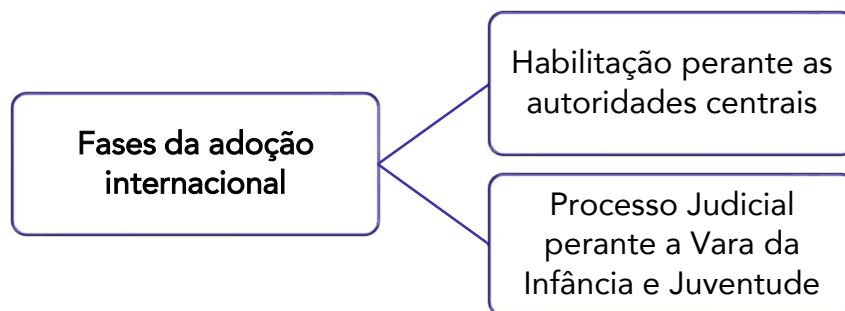 Fases da adoção
internacional
Habilitação perante as
autoridades centrais
Processo Judicial
perante a Vara da
Infância e Juventude